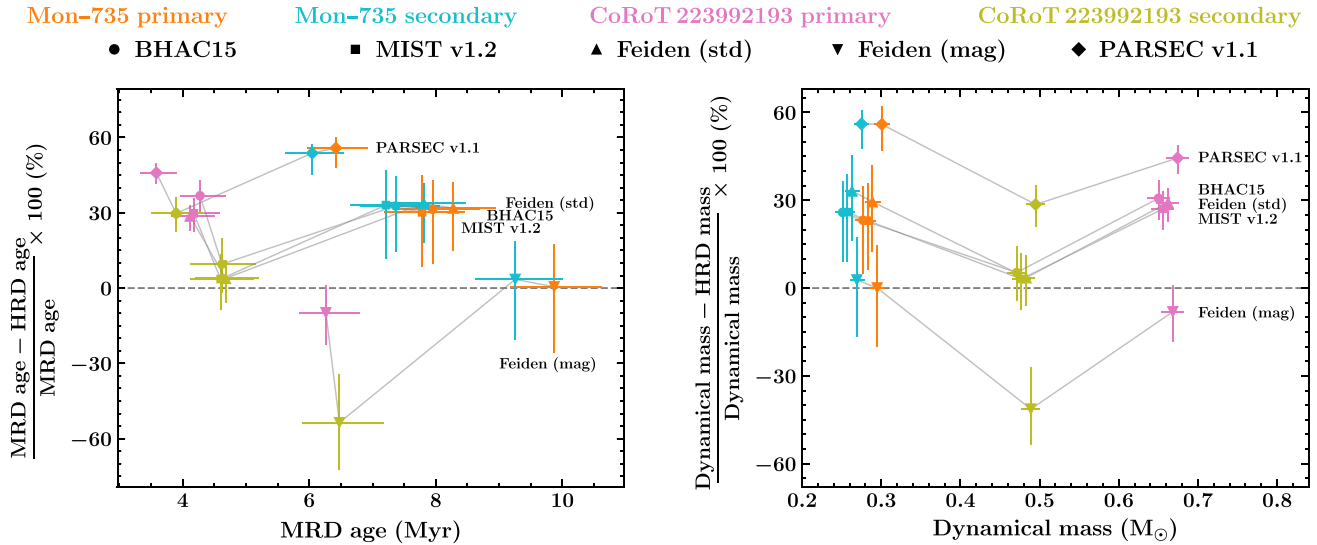 Mon–735 primary Mon–735 secondary CoRoT 223992193 primary CoRoT 223992193 secondary
BHAC15 MIST v1.2 Feiden (std) Feiden (mag) PARSEC v1.1
MRD age − HRD age
MRD age
× 100 (%)
60
30
0
−30
−60
PARSEC v1.1
Feiden (std)
BHAC15
MIST v1.2
Feiden (mag)
4 6 8 10
MRD age (Myr)
Dynamical mass − HRD mass
Dynamical mass
× 100 (%)
60
30
0
−30
−60
PARSEC v1.1
BHAC15
Feiden (std)
MIST v1.2
Feiden (mag)
0.2 0.3 0.4 0.5 0.6 0.7 0.8
Dynamical mass (M☉)